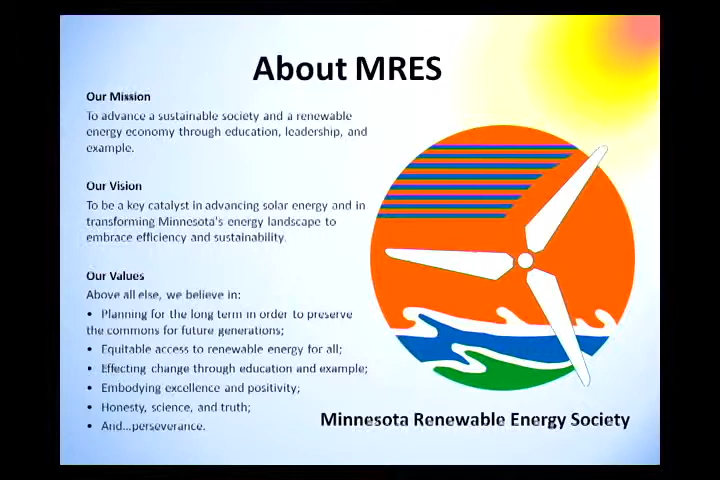 About MRES
Our Mission
To advance a sustainable society and a renewable
energy economy through education, leadership, and
example.
Our Vision
To be a key catalyst in advancing solar energy and in
transforming Minnesota's energy landscape to
embrace efficiency and sustainability.
Our Values
Above all else, we believe in:
• Planning for the long term in order to preserve
the commons for future generations;
• Equitable access to renewable energy for all;
• Effecting change through education and example;
• Embodying excellence and positivity;
• Honesty, science, and truth;
• And...perseverance.
Minnesota Renewable Energy Society